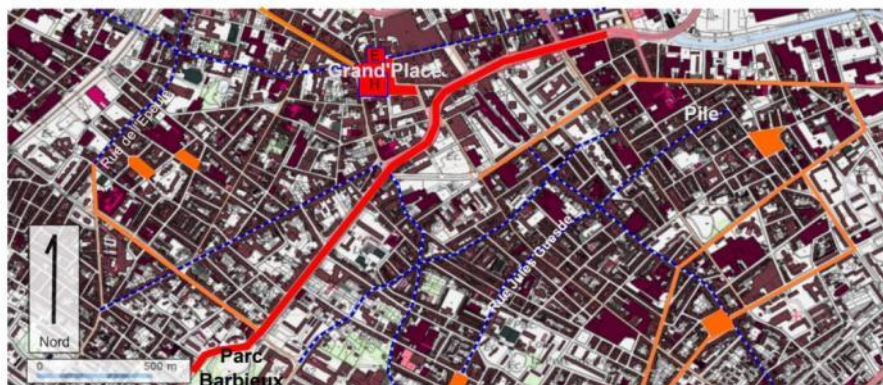 E
Grand'Place
H
Rue de l'Epeule
Pile
Rue Jules Guesde
Nord
0 500 m
Parc
Barbieux